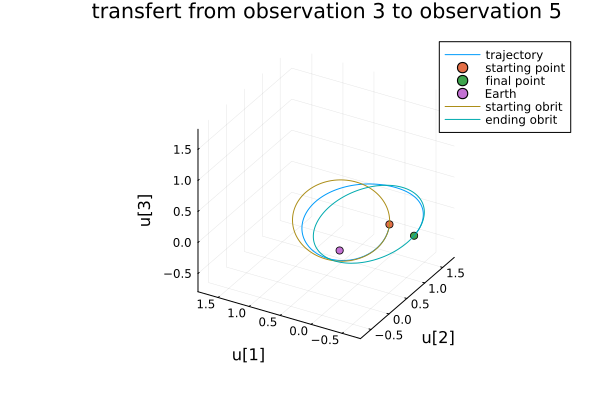 transfert from observation 3 to observation 5
trajectory
starting point
final point
Earth
starting obrit
ending obrit
u[3]
1.5
1.0
0.5
0.0
−0.5
1.5
1.0
0.5
0.0
−0.5
u[1]
−0.5
0.0
0.5
1.0
1.5
u[2]